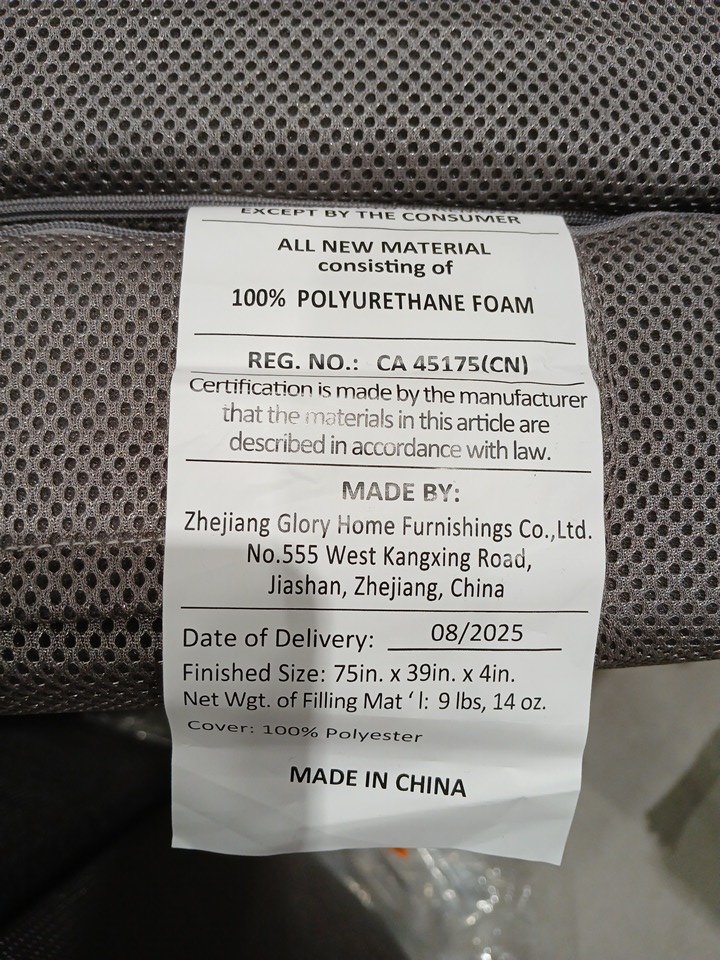 EXCEPT BY THE CONSUMER
ALL NEW MATERIAL
consisting of
100% POLYURETHANE FOAM
REG. NO.: CA 45175(CN)
Certification is made by the manufacturer
that the materials in this article are
described in accordance with law.
MADE BY:
Zhejiang Glory Home Furnishings Co.,Ltd.
No.555 West Kangxing Road,
Jiashan, Zhejiang, China
Date of Delivery: 08/2025
Finished Size: 75in. x 39in. x 4in.
Net Wgt. of Filling Mat ‘ l: 9 lbs, 14 oz.
Cover: 100% Polyester
MADE IN CHINA